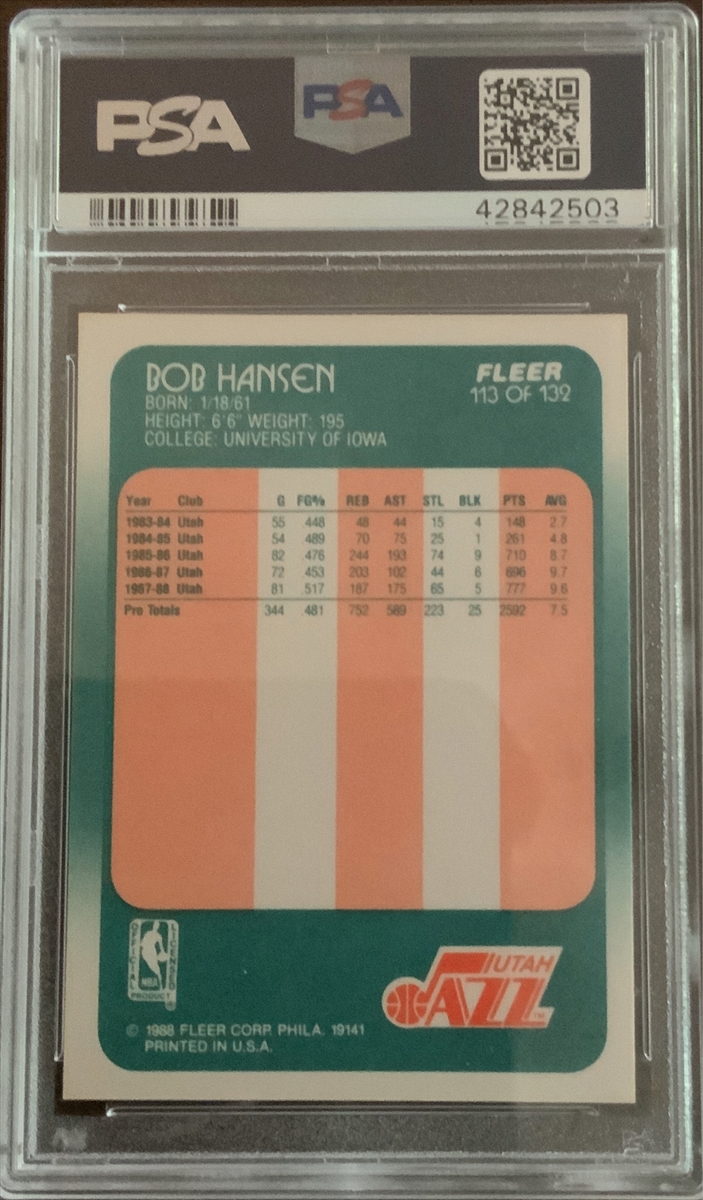 PSA
PSA
42842503
BOB HANSEN
FLEER
113 OF 132
BORN: 1/18/61
HEIGHT: 6'6" WEIGHT: 195
COLLEGE: UNIVERSITY OF IOWA
Year Club G FG% REB AST STL BLK PTS AVG
1983-84 Utah 55 .448 48 44 15 4 148 2.7
1984-85 Utah 54 .489 70 75 25 1 261 4.8
1985-86 Utah 82 .476 244 193 74 9 710 8.7
1986-87 Utah 72 .453 203 102 44 6 696 9.7
1987-88 Utah 81 .517 187 175 65 5 777 9.6
Pro Totals 344 .481 752 589 223 25 2592 7.5
OFFICIAL LICENSED
NBA
PRODUCT ®
UTAH
JAZZ
TM
© 1988 FLEER CORP. PHILA. 19141
PRINTED IN U.S.A.